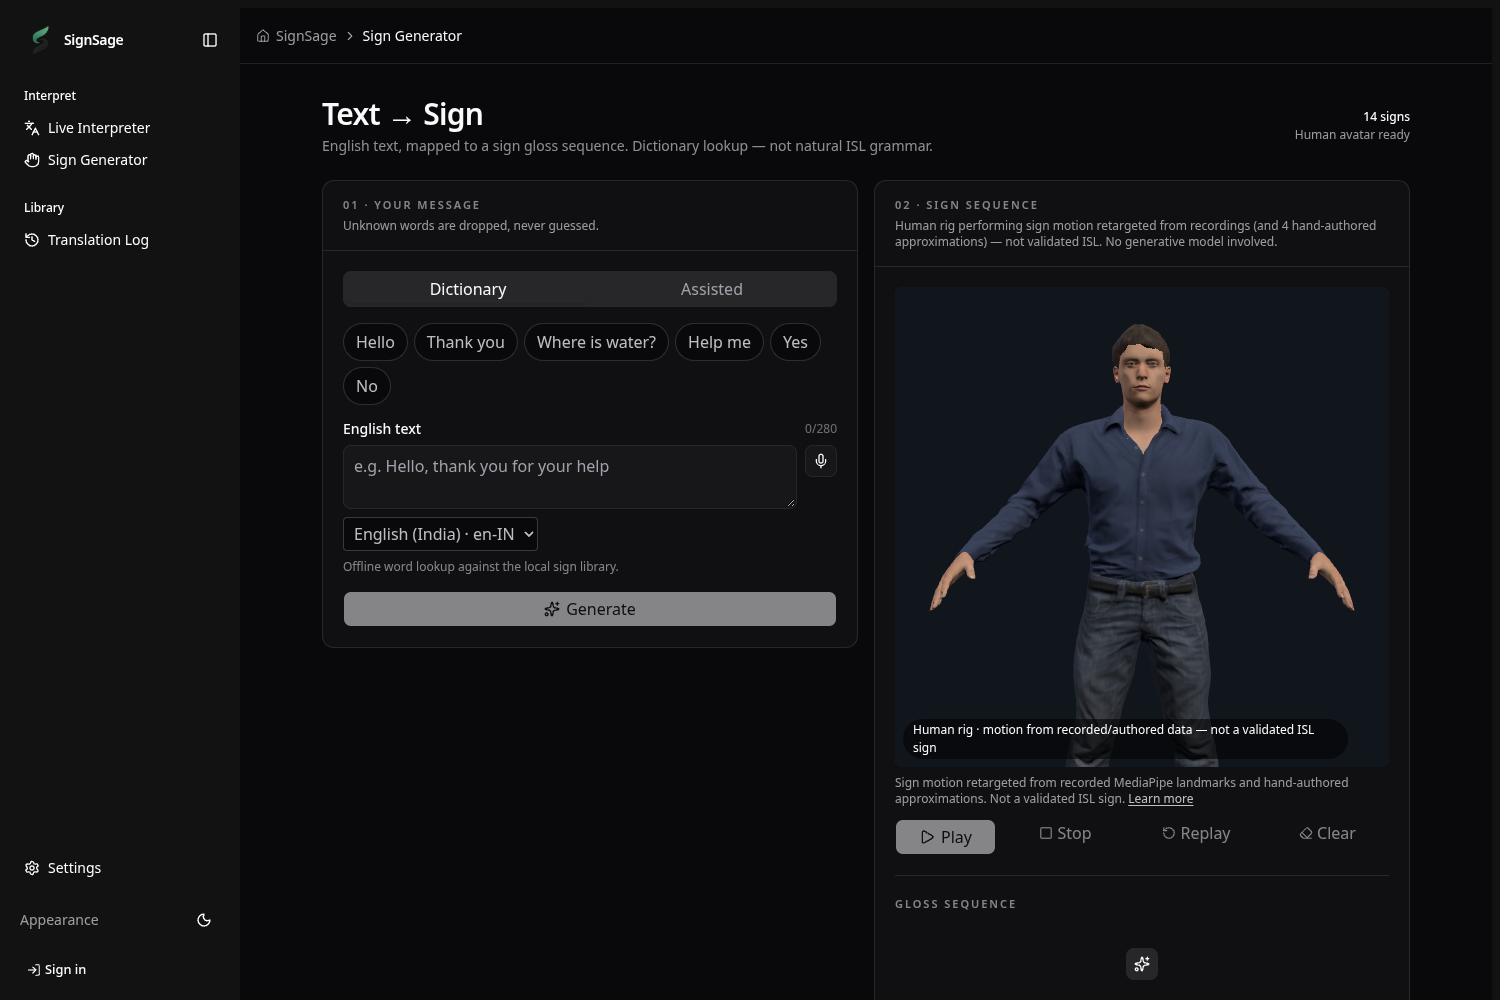 SignSage
Interpret
Live Interpreter
Sign Generator
Library
Translation Log
Settings
Appearance
Sign in
SignSage > Sign Generator
Text → Sign
English text, mapped to a sign gloss sequence. Dictionary lookup — not natural ISL grammar.
14 signs
Human avatar ready
01 · YOUR MESSAGE
Unknown words are dropped, never guessed.
Dictionary
Assisted
Hello
Thank you
Where is water?
Help me
Yes
No
English text
0/280
e.g. Hello, thank you for your help
English (India) · en-IN
Offline word lookup against the local sign library.
Generate
02 · SIGN SEQUENCE
Human rig performing sign motion retargeted from recordings (and 4 hand-authored
approximations) — not validated ISL. No generative model involved.
Human rig · motion from recorded/authored data — not a validated ISL
sign
Sign motion retargeted from recorded MediaPipe landmarks and hand-authored
approximations. Not a validated ISL sign. Learn more
Play
Stop
Replay
Clear
GLOSS SEQUENCE